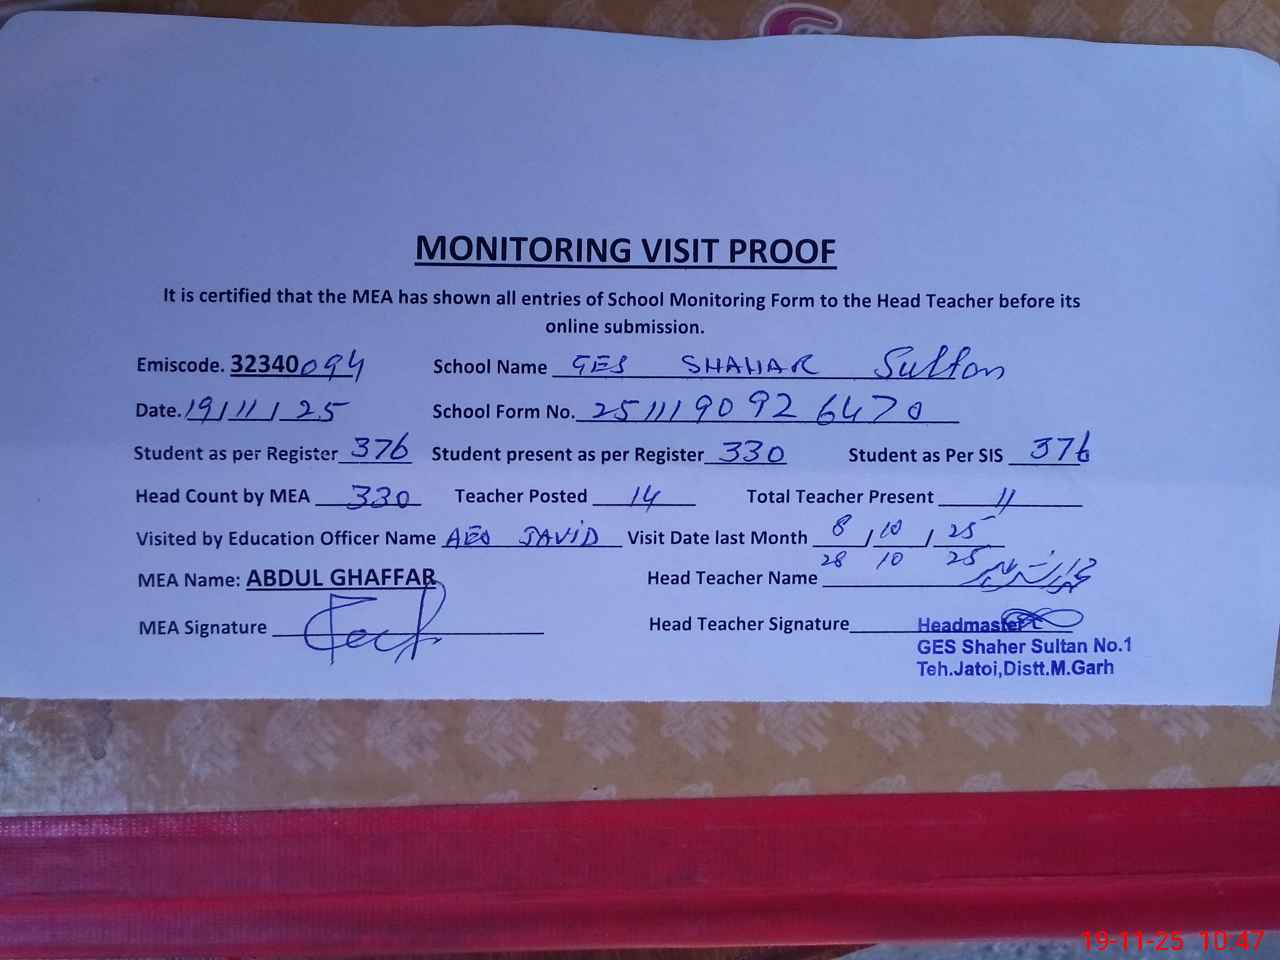 MONITORING VISIT PROOF
It is certified that the MEA has shown all entries of School Monitoring Form to the Head Teacher before its
online submission.
Emiscode. 32340094 School Name GES SHAHAR Sultan
Date. 19/11/25 School Form No. 2511190926470
Student as per Register 376 Student present as per Register 330 Student as Per SIS 376
Head Count by MEA 330 Teacher Posted 14 Total Teacher Present 11
Visited by Education Officer Name AEO JAVID Visit Date last Month 8/10/25
28 10 25
MEA Name: ABDUL GHAFFAR Head Teacher Name
MEA Signature Head Teacher Signature
Headmaster
GES Shaher Sultan No.1
Teh.Jatoi,Distt.M.Garh
19-11-25 10:47